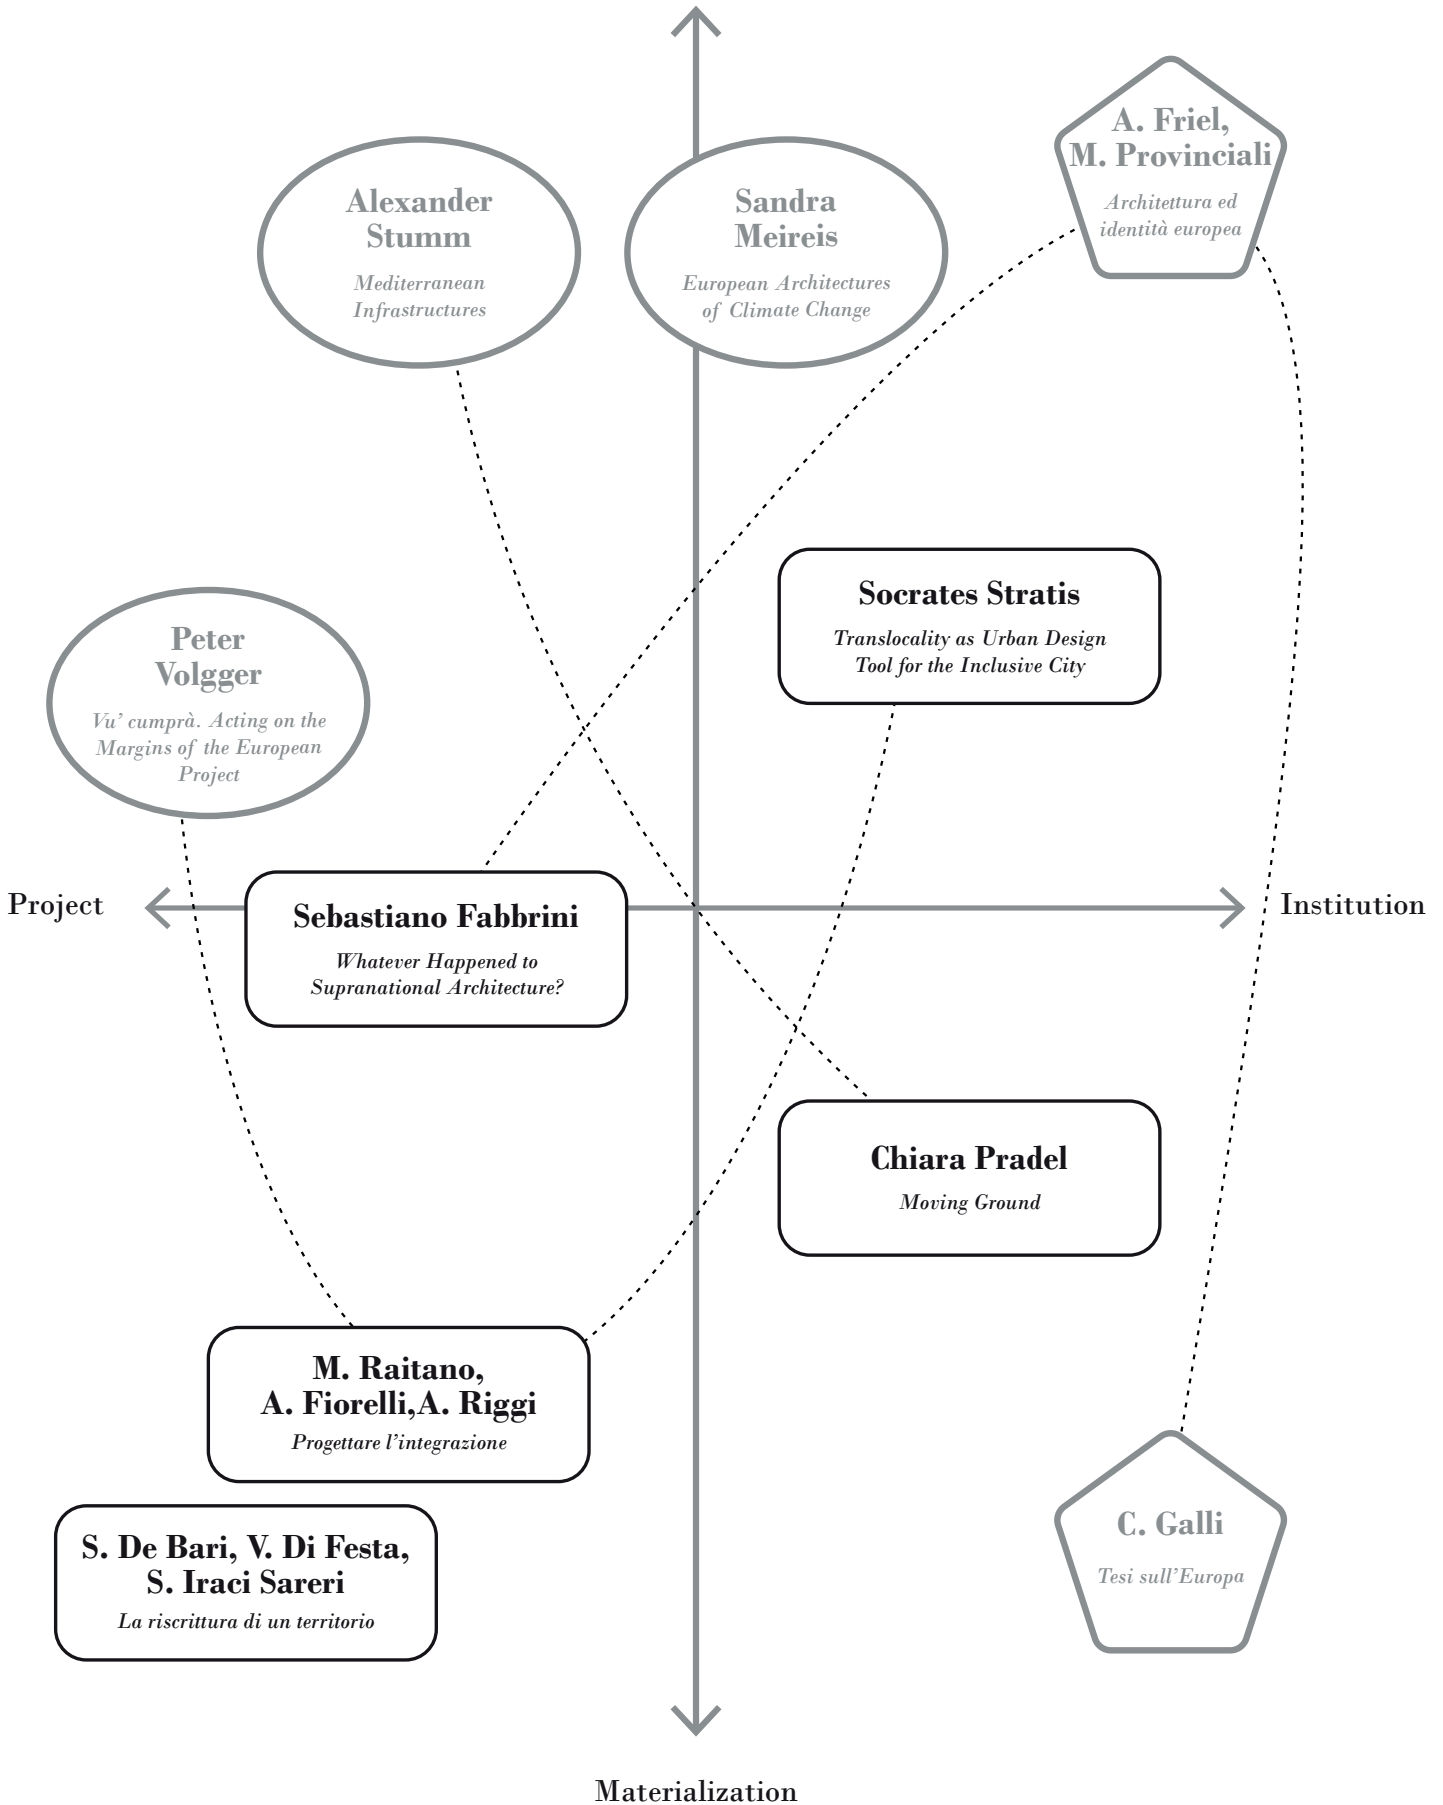 A. Friel,
M. Provinciali
Architettura ed
identità europea
Alexander
Stumm
Mediterranean
Infrastructures
Sandra
Meireis
European Architectures
of Climate Change
Socrates Stratis
Translocality as Urban Design
Tool for the Inclusive City
Peter
Volgger
Vu' cumprà. Acting on the
Margins of the European
Project
Project
Institution
Sebastiano Fabbrini
Whatever Happened to
Supranational Architecture?
Chiara Pradel
Moving Ground
M. Raitano,
A. Fiorelli,A. Riggi
Progettare l'integrazione
C. Galli
Tesi sull'Europa
S. De Bari, V. Di Festa,
S. Iraci Sareri
La riscrittura di un territorio
Materialization